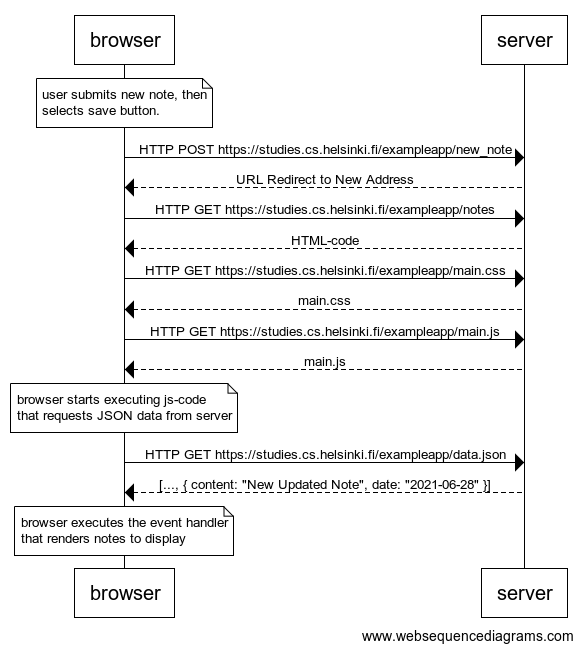 browser
server
user submits new note, then
selects save button.
HTTP POST https://studies.cs.helsinki.fi/exampleapp/new_note
URL Redirect to New Address
HTTP GET https://studies.cs.helsinki.fi/exampleapp/notes
HTML-code
HTTP GET https://studies.cs.helsinki.fi/exampleapp/main.css
main.css
HTTP GET https://studies.cs.helsinki.fi/exampleapp/main.js
main.js
browser starts executing js-code
that requests JSON data from server
HTTP GET https://studies.cs.helsinki.fi/exampleapp/data.json
[..., { content: "New Updated Note", date: "2021-06-28" }]
browser executes the event handler
that renders notes to display
browser
server
www.websequencediagrams.com